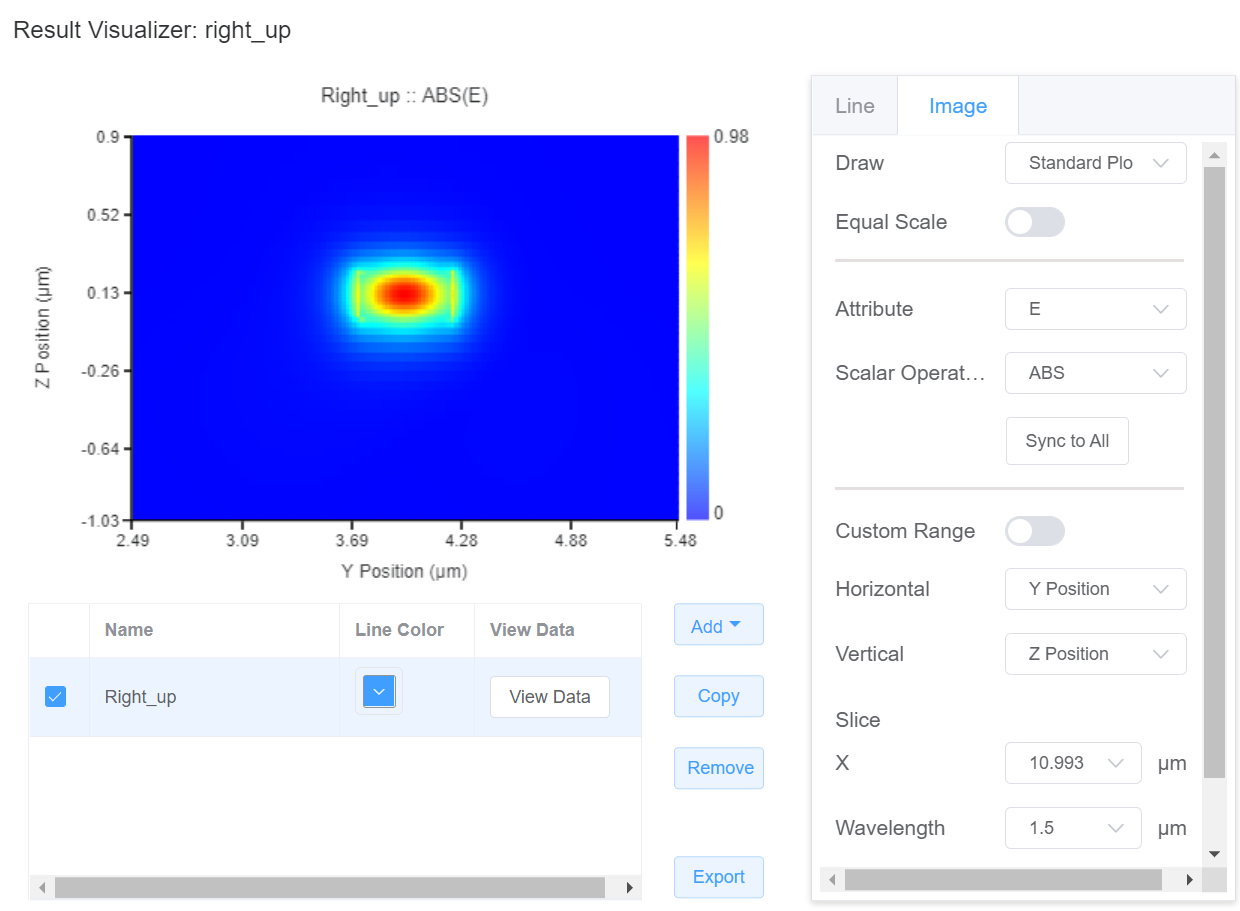 Result Visualizer: right_up
Right_up :: ABS(E)
0.9
0.52
0.13
-0.26
-0.64
-1.03
Z Position (μm)
2.49 3.09 3.69 4.28 4.88 5.48
Y Position (μm)
0.98
0
Name Line Color View Data
Right_up View Data
Add
Copy
Remove
Export
Line Image
Draw Standard Plo
Equal Scale
Attribute E
Scalar Operat... ABS
Sync to All
Custom Range
Horizontal Y Position
Vertical Z Position
Slice
X 10.993 μm
Wavelength 1.5 μm